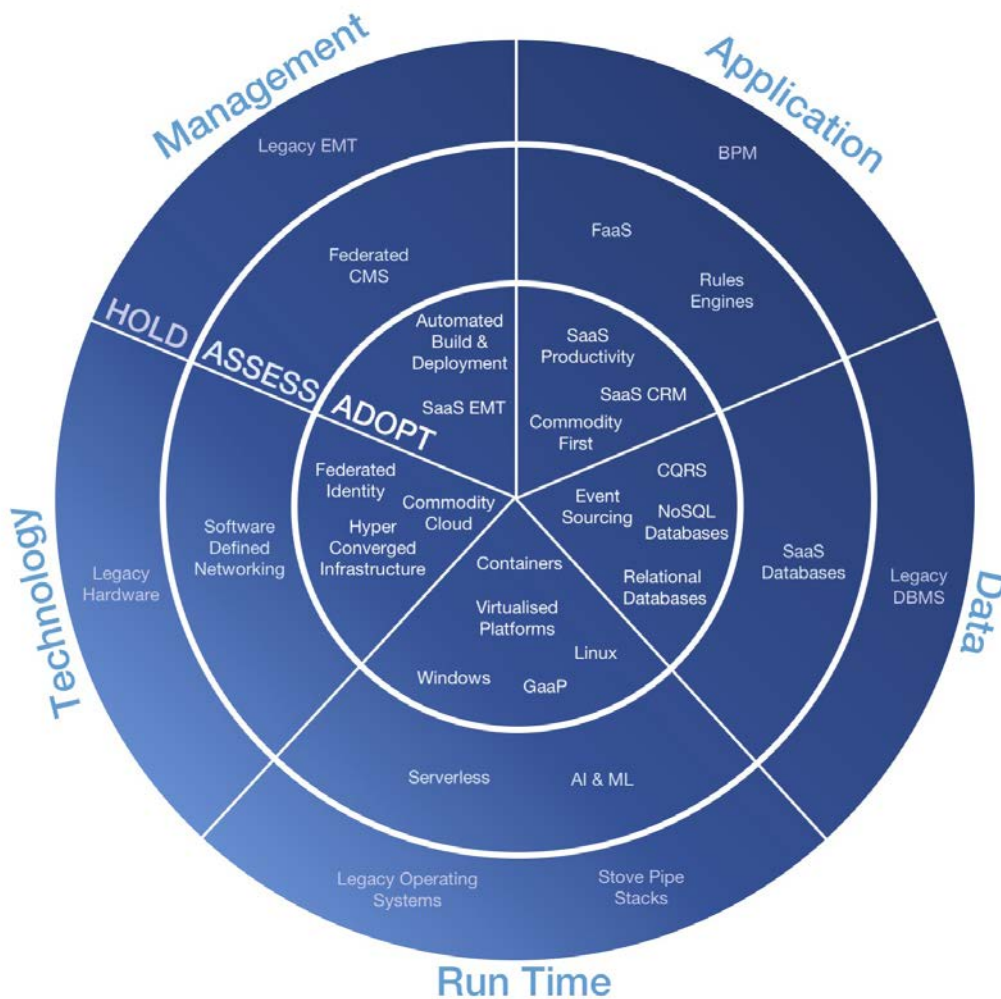 Management
Application
Legacy EMT
BPM
Federated
CMS
FaaS
Rules
Engines
HOLD
ASSESS
ADOPT
Automated
Build &
Deployment
SaaS EMT
SaaS
Productivity
SaaS CRM
Commodity
First
Federated
Identity
Commodity
Cloud
Hyper
Converged
Infrastructure
Event
Sourcing
CQRS
NoSQL
Databases
Relational
Databases
Software
Defined
Networking
Legacy
Hardware
SaaS
Databases
Legacy
DBMS
Technology
Data
Containers
Virtualised
Platforms
Linux
Windows
GaaP
Serverless
AI & ML
Legacy Operating
Systems
Stove Pipe
Stacks
Run Time